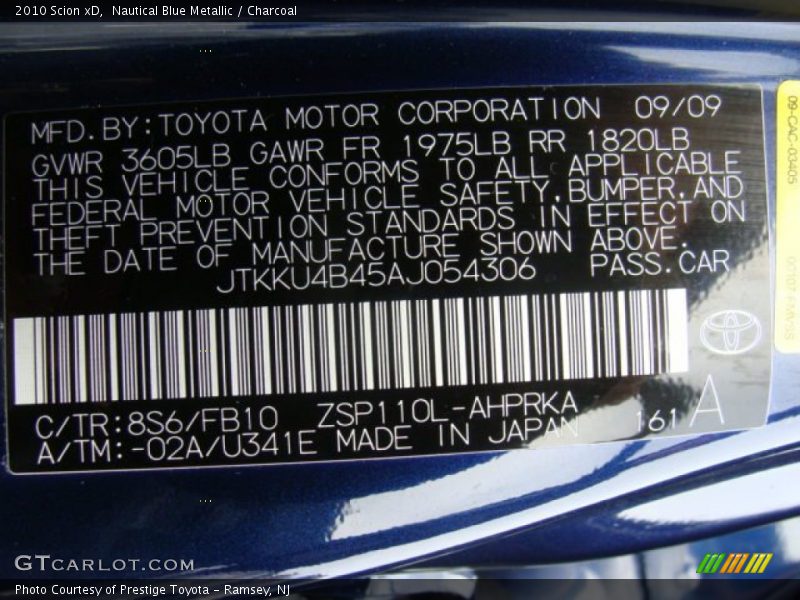 2010 Scion xD, Nautical Blue Metallic / Charcoal
MFD.BY:TOYOTA MOTOR CORPORATION 09/09
GVWR 3605LB GAWR FR 1975LB RR 1820LB
THIS VEHICLE CONFORMS TO ALL APPLICABLE
FEDERAL MOTOR VEHICLE SAFETY,BUMPER,AND
THEFT PREVENTION STANDARDS IN EFFECT ON
THE DATE OF MANUFACTURE SHOWN ABOVE.
JTKKU4B45AJ054306 PASS.CAR
C/TR:8S6/FB10 ZSP110L-AHPRKA
A/TM:-02A/U341E MADE IN JAPAN 161 A
09-CAC-03405
GTCARLOT.COM
Photo Courtesy of Prestige Toyota - Ramsey, NJ